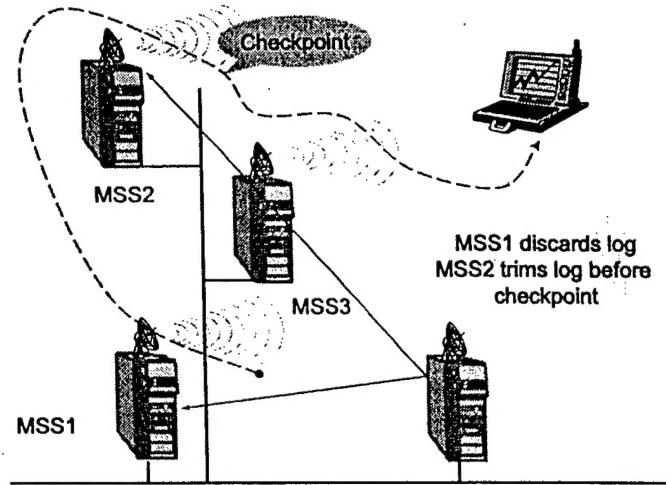 Checkpoint
MSS2
MSS1 discards log
MSS2 trims log before
checkpoint
MSS3
MSS1